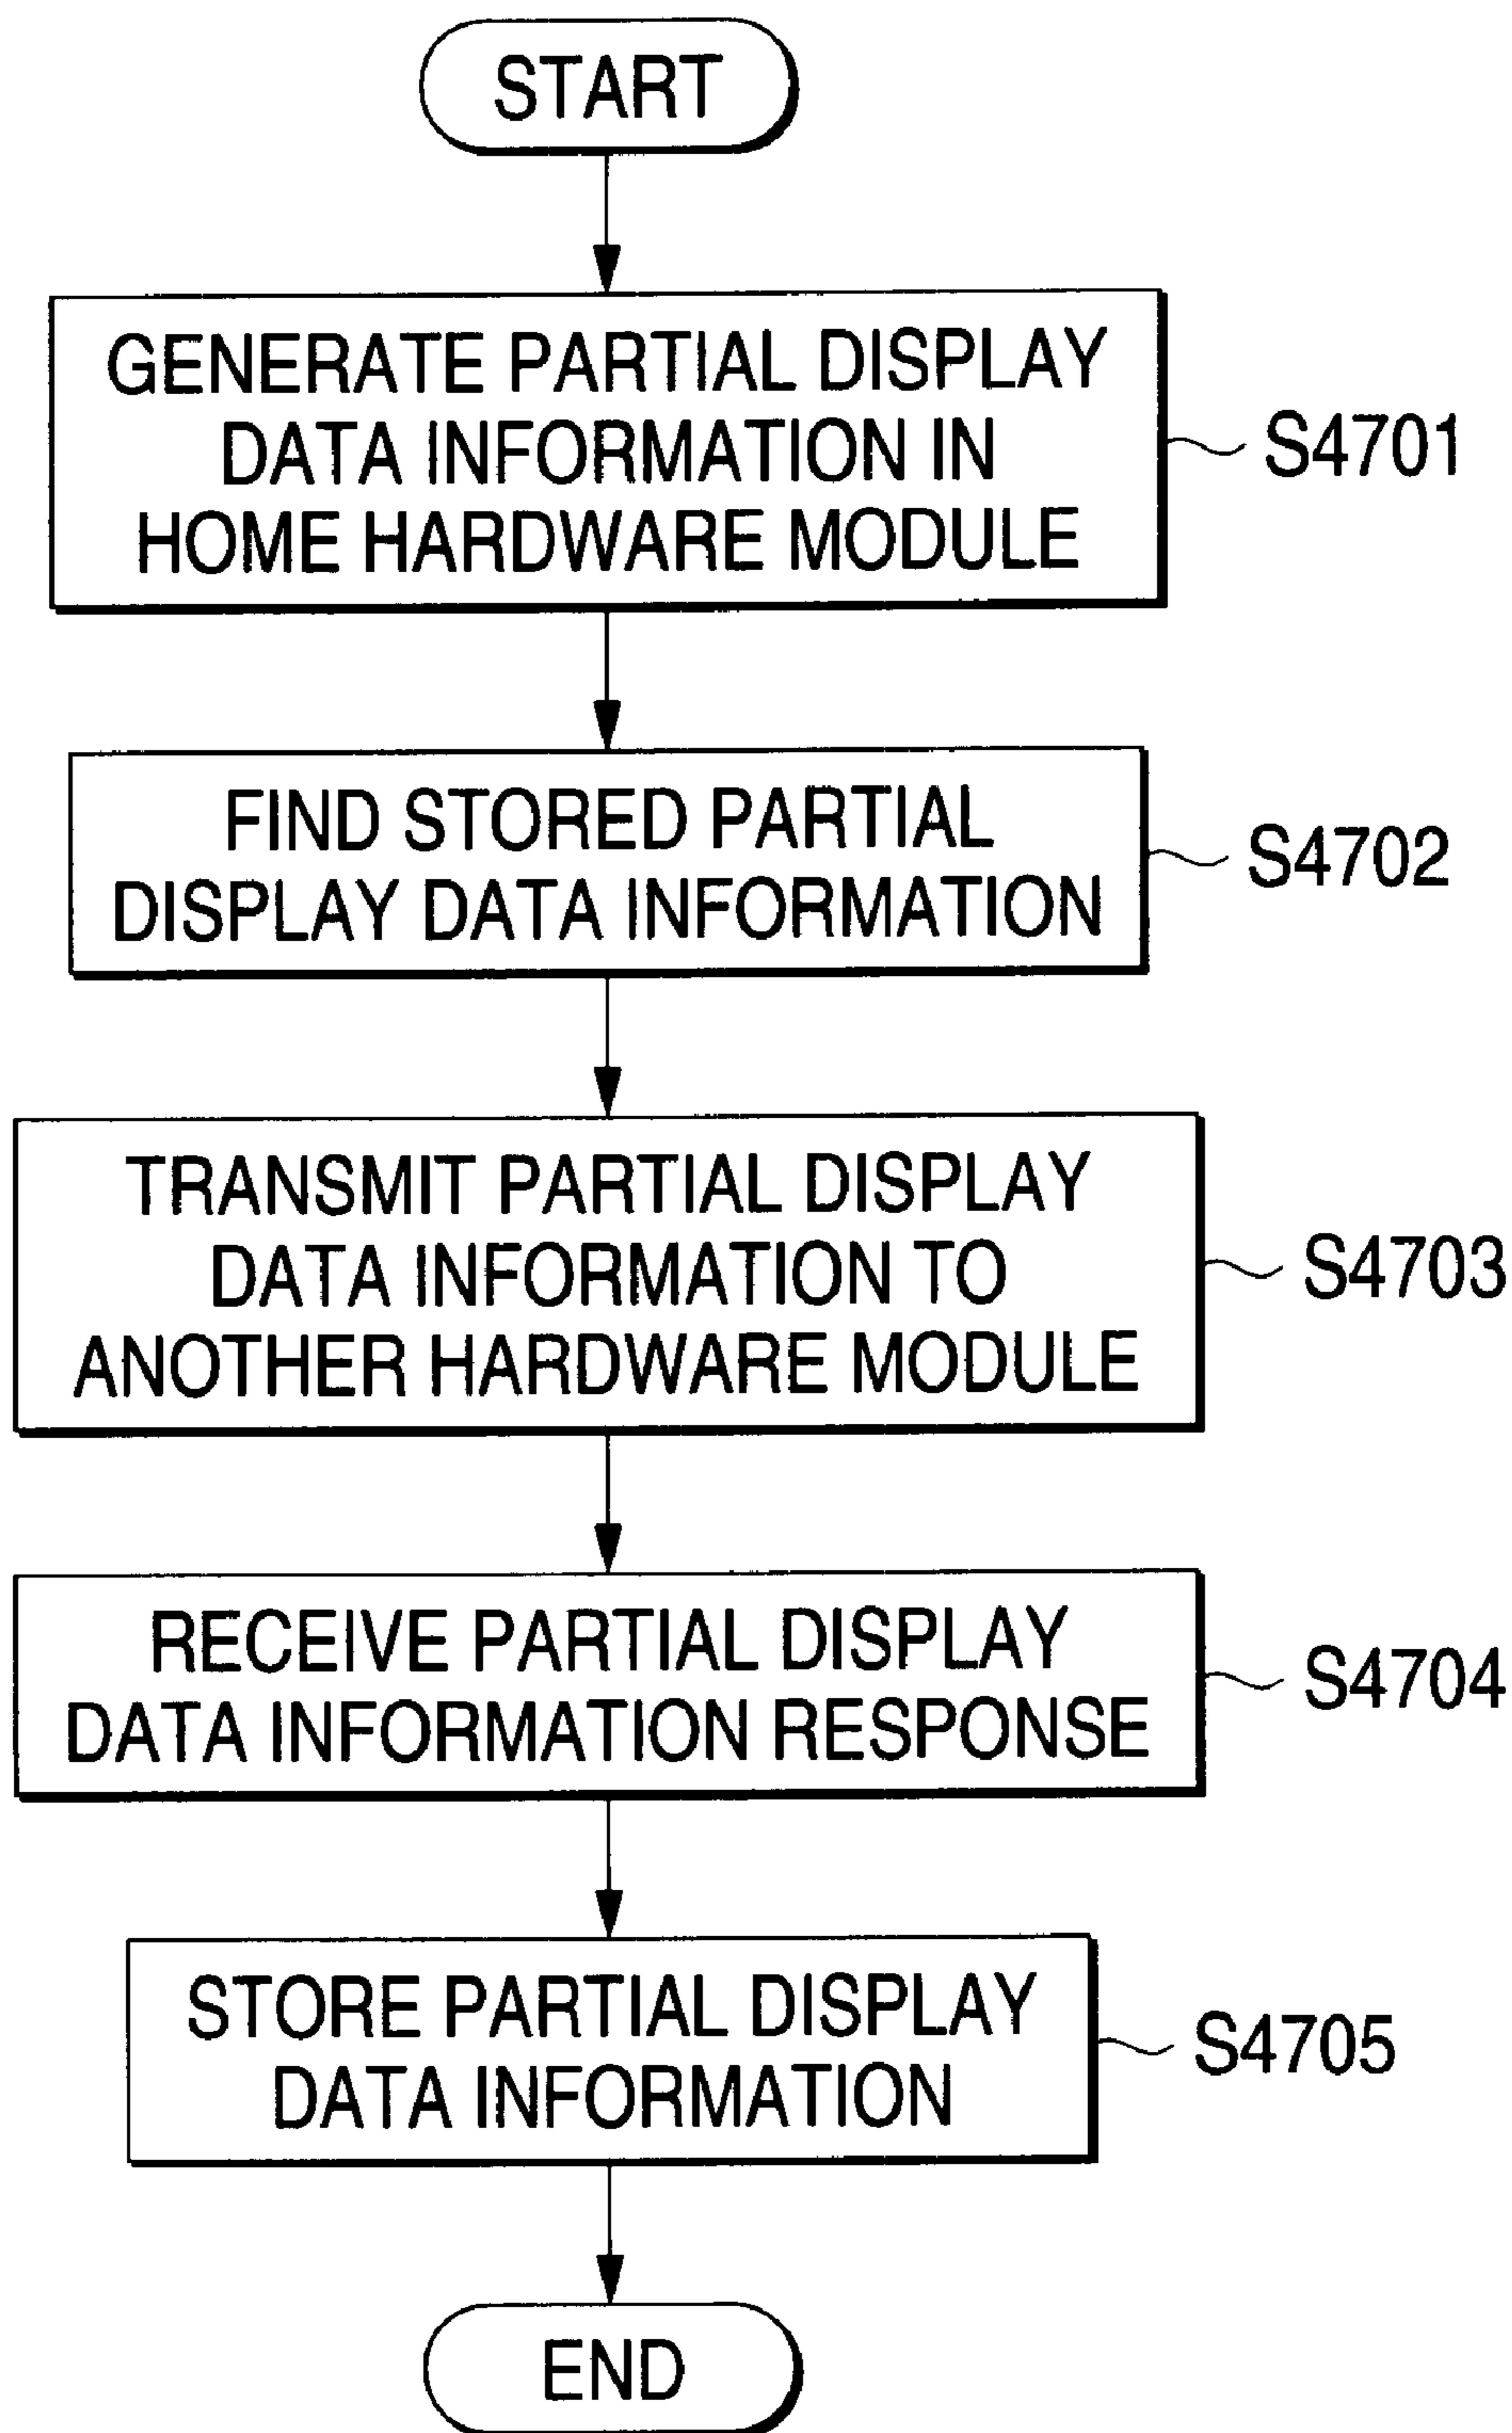 START
GENERATE PARTIAL DISPLAY
DATA INFORMATION IN
HOME HARDWARE MODULE
S4701
FIND STORED PARTIAL
DISPLAY DATA INFORMATION
S4702
TRANSMIT PARTIAL DISPLAY
DATA INFORMATION TO
ANOTHER HARDWARE MODULE
S4703
RECEIVE PARTIAL DISPLAY
DATA INFORMATION RESPONSE
S4704
STORE PARTIAL DISPLAY
DATA INFORMATION
S4705
END